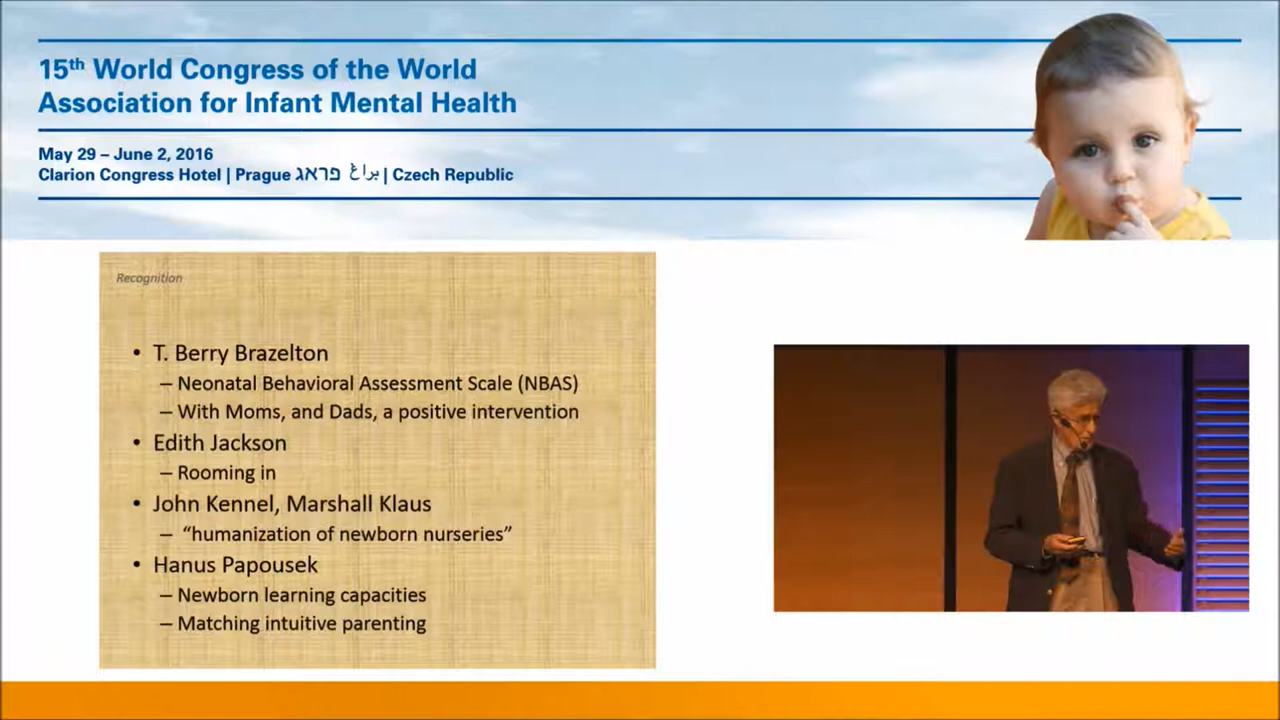 15th World Congress of the World
Association for Infant Mental Health
May 29 – June 2, 2016
Clarion Congress Hotel | Prague פראג براغ | Czech Republic
Recognition
• T. Berry Brazelton
– Neonatal Behavioral Assessment Scale (NBAS)
– With Moms, and Dads, a positive intervention
• Edith Jackson
– Rooming in
• John Kennel, Marshall Klaus
– “humanization of newborn nurseries”
• Hanus Papousek
– Newborn learning capacities
– Matching intuitive parenting